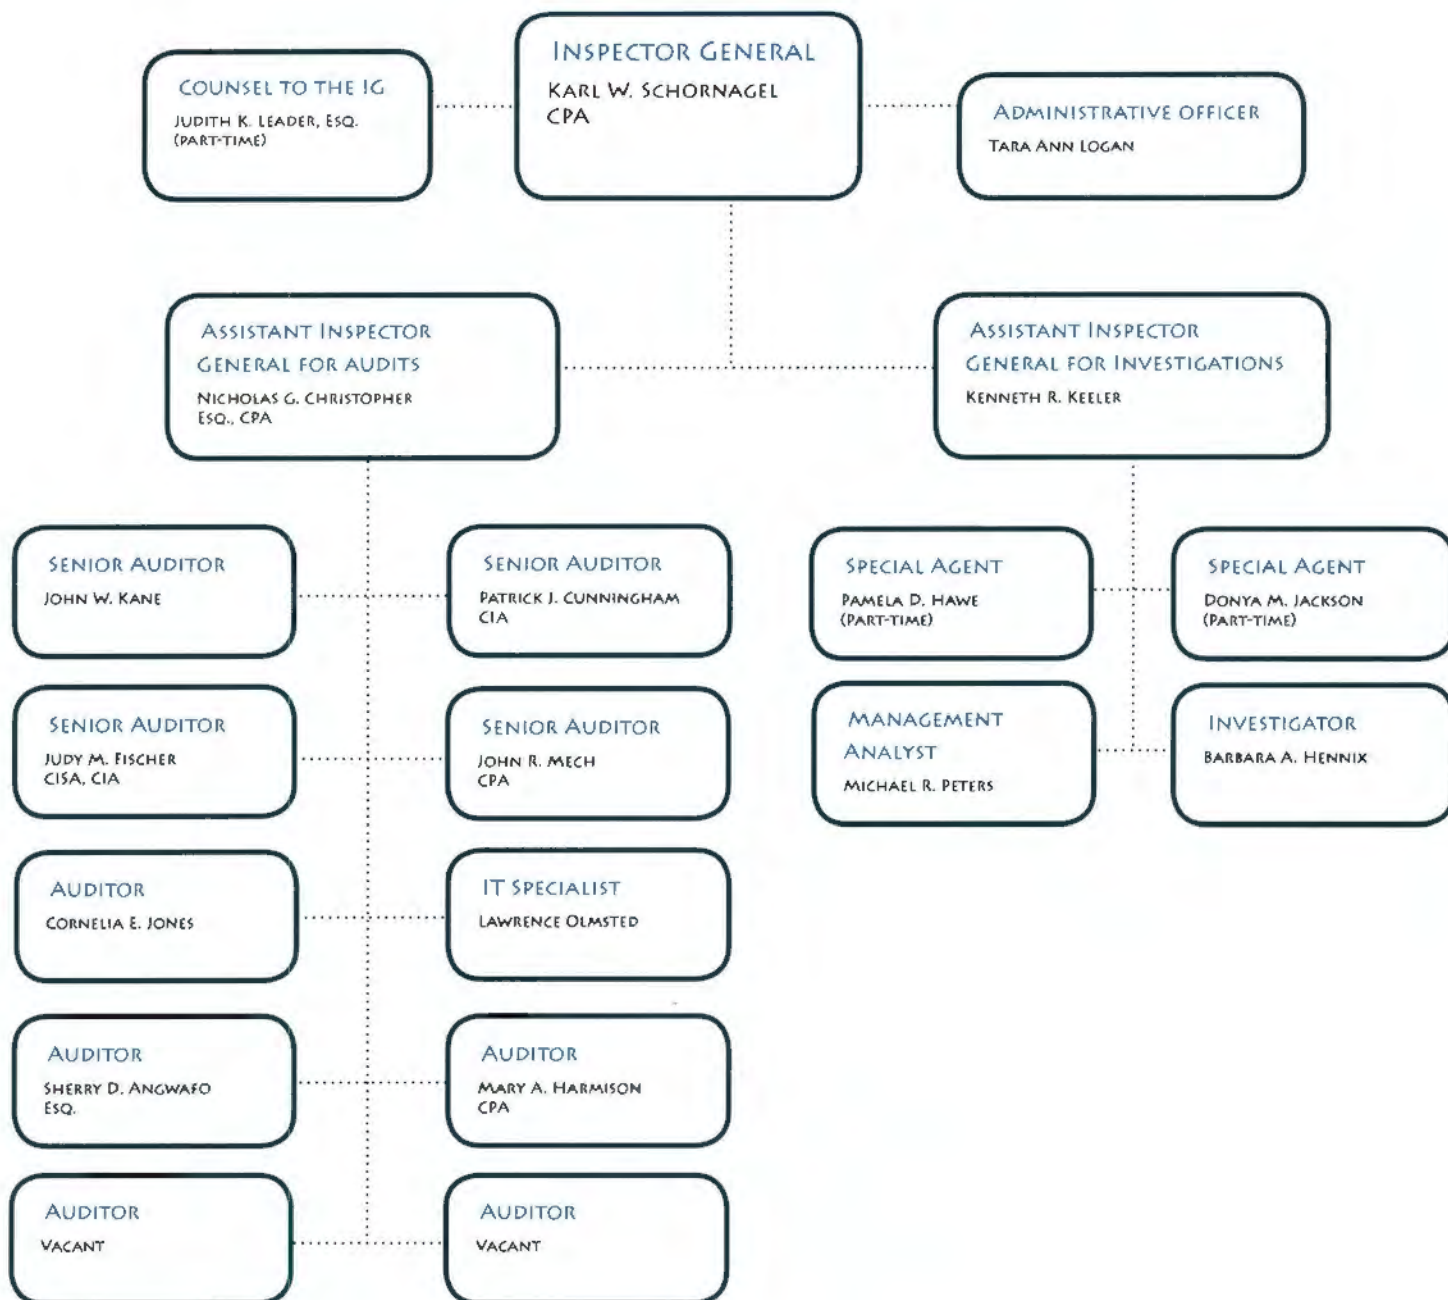 INSPECTOR GENERAL
KARL W. SCHORNAGEL
CPA
COUNSEL TO THE IG
JUDITH K. LEADER, ESQ.
(PART-TIME)
ADMINISTRATIVE OFFICER
TARA ANN LOGAN
ASSISTANT INSPECTOR
GENERAL FOR AUDITS
NICHOLAS G. CHRISTOPHER
ESQ., CPA
ASSISTANT INSPECTOR
GENERAL FOR INVESTIGATIONS
KENNETH R. KEELER
SENIOR AUDITOR
JOHN W. KANE
SENIOR AUDITOR
PATRICK J. CUNNINGHAM
CIA
SPECIAL AGENT
PAMELA D. HAWE
(PART-TIME)
SPECIAL AGENT
DONYA M. JACKSON
(PART-TIME)
SENIOR AUDITOR
JUDY M. FISCHER
CISA, CIA
SENIOR AUDITOR
JOHN R. MECH
CPA
MANAGEMENT
ANALYST
MICHAEL R. PETERS
INVESTIGATOR
BARBARA A. HENNIX
AUDITOR
CORNELIA E. JONES
IT SPECIALIST
LAWRENCE OLMSTED
AUDITOR
SHERRY D. ANGWAFO
ESQ.
AUDITOR
MARY A. HARMISON
CPA
AUDITOR
VACANT
AUDITOR
VACANT